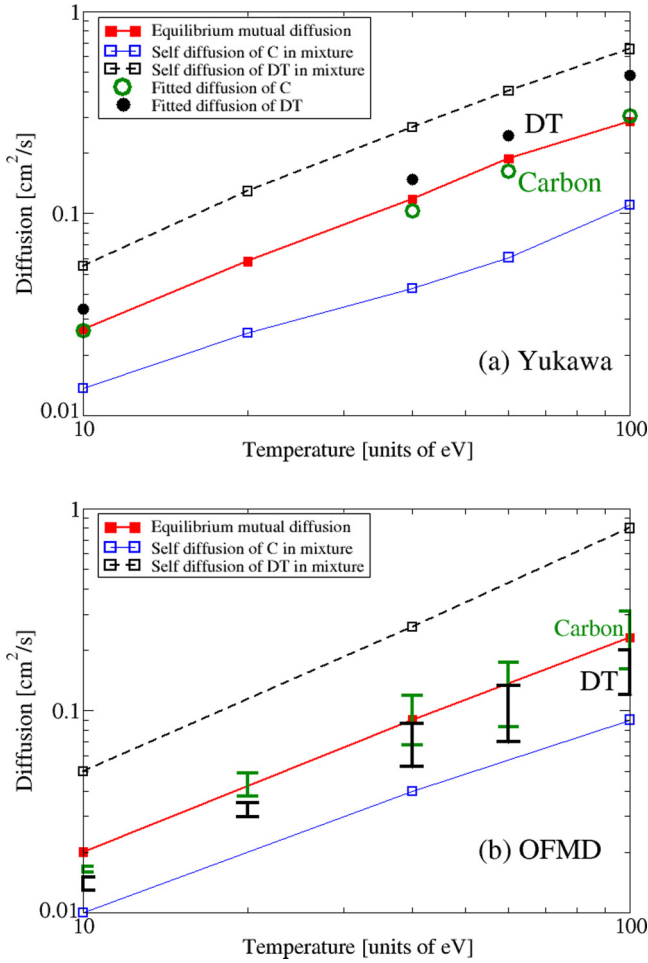 1
Equilibrium mutual diffusion
Self diffusion of C in mixture
Self diffusion of DT in mixture
Fitted diffusion of C
Fitted diffusion of DT
DT
Carbon
0.1
Diffusion [cm²/s]
(a) Yukawa
0.01
10
100
Temperature [units of eV]
1
Equilibrium mutual diffusion
Self diffusion of C in mixture
Self diffusion of DT in mixture
Carbon
DT
0.1
Diffusion [cm²/s]
(b) OFMD
0.01
10
100
Temperature [units of eV]